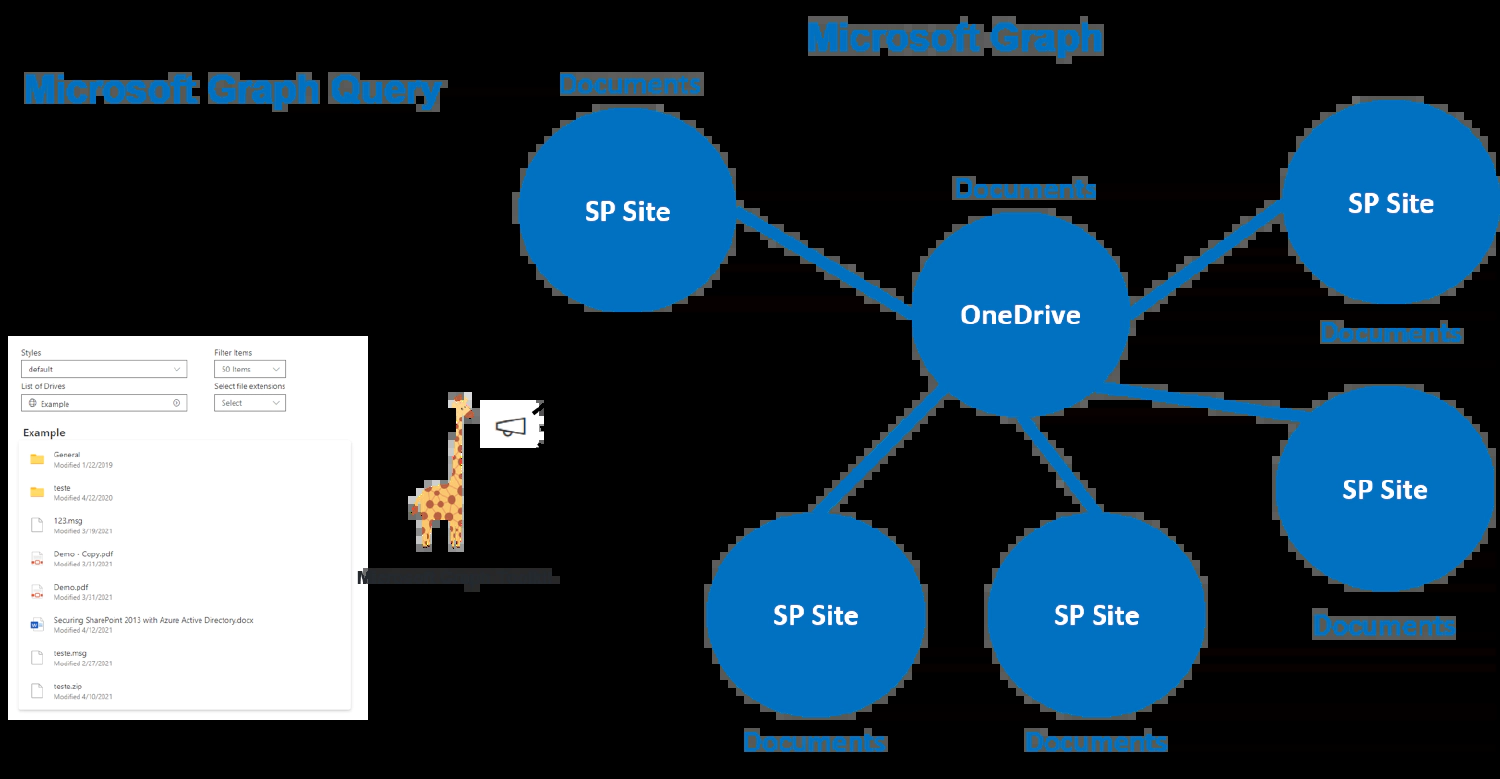 Microsoft Graph
Microsoft Graph Query
Documents
SP Site
Documents
OneDrive
SP Site
Documents
SP Site
Documents
SP Site
Documents
SP Site
Documents
Styles
default
Filter Items
50 Items
List of Drives
Example
Select file extensions
Select
Example
General
Modified 1/22/2019
teste
Modified 4/22/2020
123.msg
Modified 3/19/2021
Demo - Copy.pdf
Modified 3/11/2021
Demo.pdf
Modified 3/11/2021
Securing SharePoint 2013 with Azure Active Directory.docx
Modified 4/12/2021
teste.msg
Modified 2/27/2021
teste.zip
Modified 4/10/2021